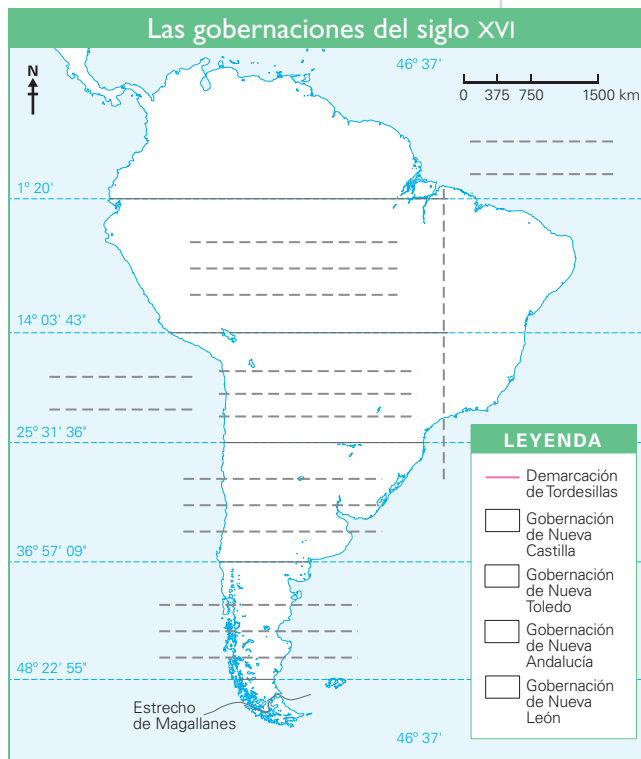 Las gobernaciones del siglo XVI
46° 37'
N
0 375 750 1500 km
1° 20'
14° 03' 43"
25° 31' 36"
36° 57' 09"
48° 22' 55"
Estrecho
de Magallanes
46° 37'
LEYENDA
Demarcación
de Tordesillas
Gobernación
de Nueva
Castilla
Gobernación
de Nueva
Toledo
Gobernación
de Nueva
Andalucía
Gobernación
de Nueva
León